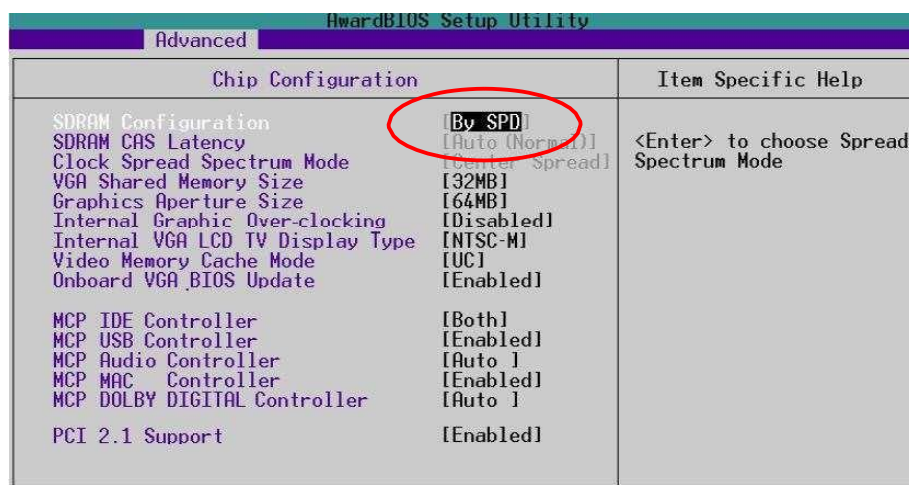 AwardBIOS Setup Utility
Advanced
Chip Configuration
Item Specific Help
SDRAM Configuration [By SPD]
SDRAM CAS Latency [Auto (Normal)]
Clock Spread Spectrum Mode [Center Spread]
VGA Shared Memory Size [32MB]
Graphics Aperture Size [64MB]
Internal Graphic Over-clocking [Disabled]
Internal VGA LCD TV Display Type [NTSC-M]
Video Memory Cache Mode [UC]
Onboard VGA BIOS Update [Enabled]
MCP IDE Controller [Both]
MCP USB Controller [Enabled]
MCP Audio Controller [Auto ]
MCP MAC Controller [Enabled]
MCP DOLBY DIGITAL Controller [Auto ]
PCI 2.1 Support [Enabled]
<Enter> to choose Spread
Spectrum Mode